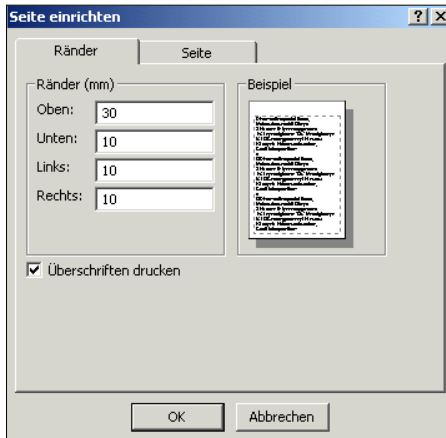 Seite einrichten
Ränder
Seite
Ränder (mm)
Oben: 30
Unten: 10
Links: 10
Rechts: 10
Beispiel
Überschriften drucken
OK
Abbrechen